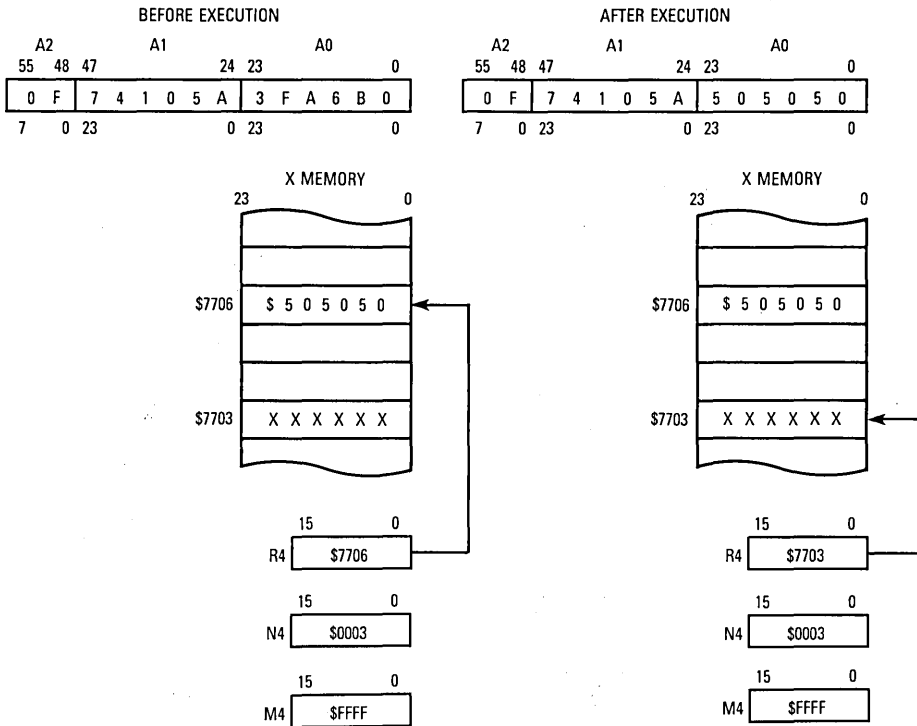 BEFORE EXECUTION
A2 A1 A0
55 48 47 24 23 0
0 F 7 4 1 0 5 A 3 F A 6 B 0
7 0 23 0 23 0
X MEMORY
23 0
$7706 $ 5 0 5 0 5 0
$7703 X X X X X X
15 0
R4 $7706
15 0
N4 $0003
15 0
M4 $FFFF
AFTER EXECUTION
A2 A1 A0
55 48 47 24 23 0
0 F 7 4 1 0 5 A 5 0 5 0 5 0
7 0 23 0 23 0
X MEMORY
23 0
$7706 $ 5 0 5 0 5 0
$7703 X X X X X X
15 0
R4 $7703
15 0
N4 $0003
15 0
M4 $FFFF